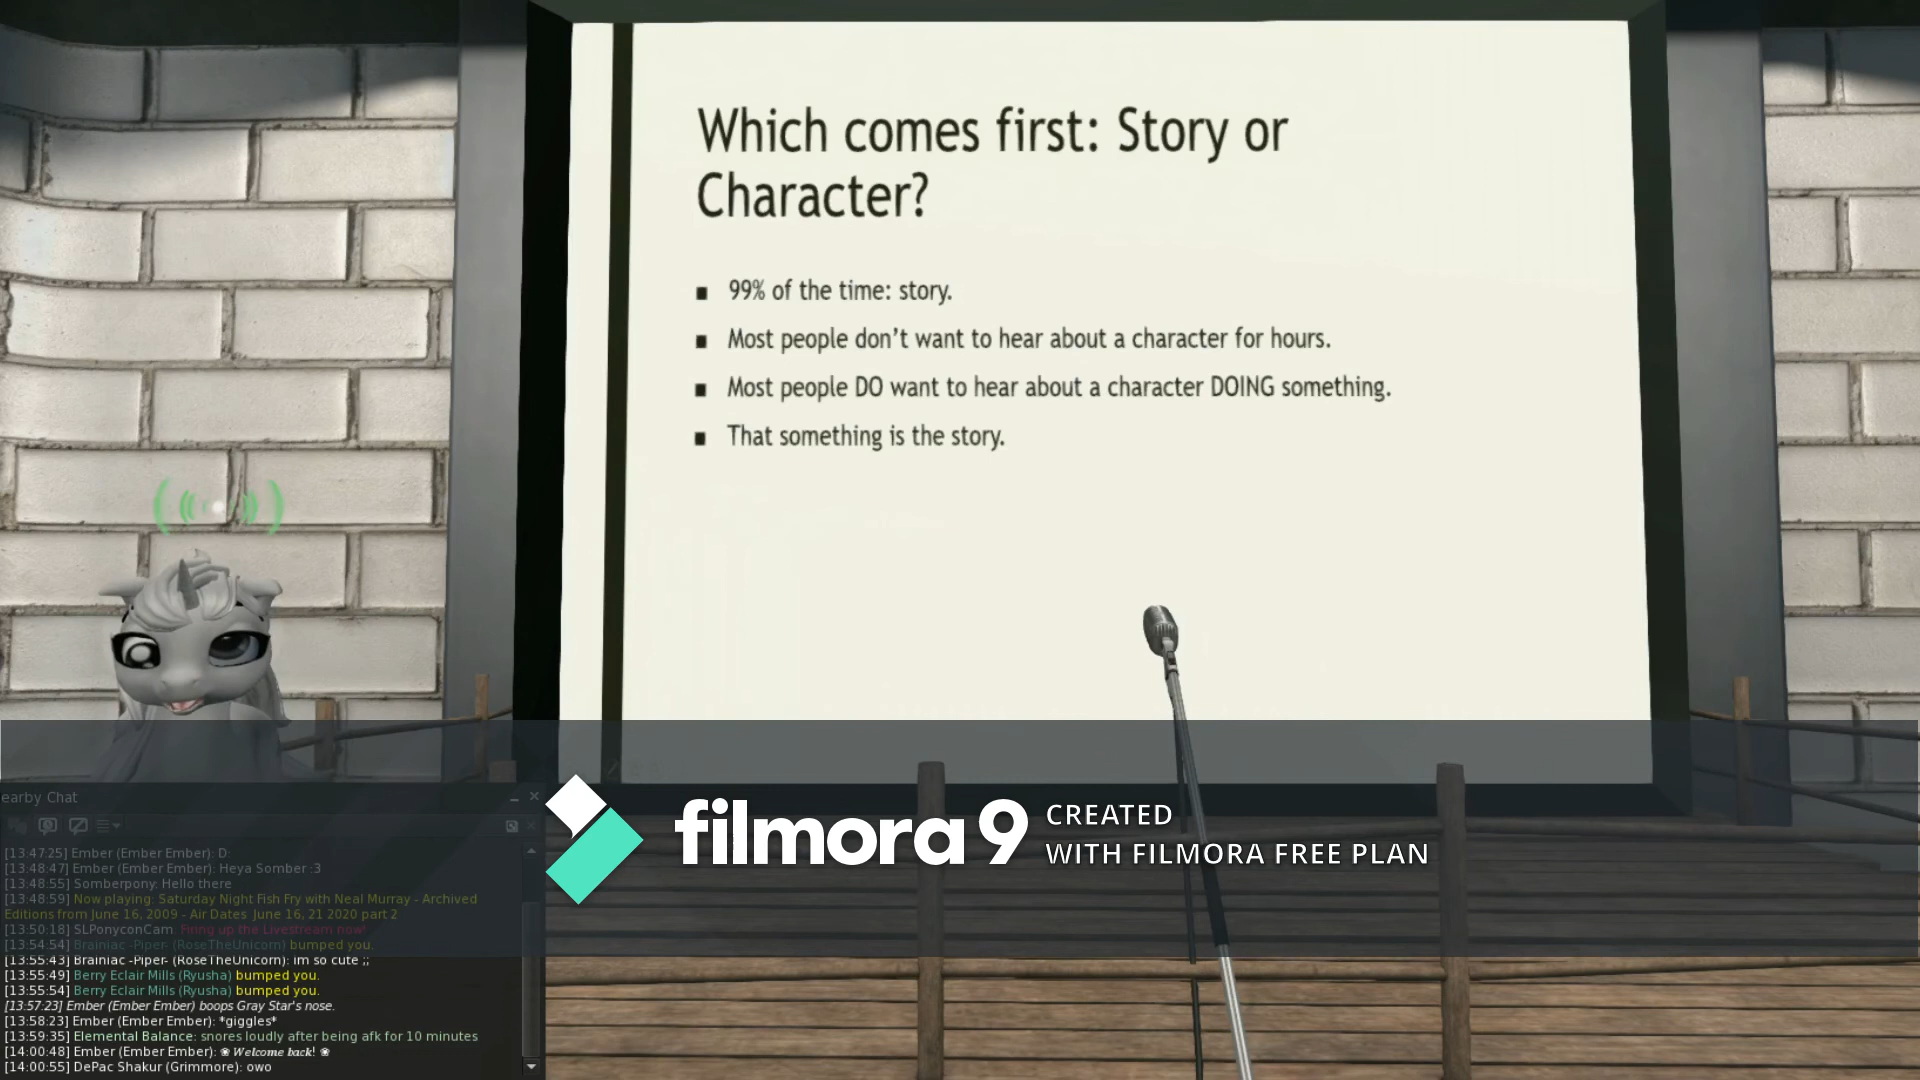 Which comes first: Story or
Character?
▪ 99% of the time: story.
▪ Most people don't want to hear about a character for hours.
▪ Most people DO want to hear about a character DOING something.
▪ That something is the story.
earby Chat
[13:47:25] Ember (Ember Ember): D:
[13:48:47] Ember (Ember Ember): Heya Somber :3
[13:48:55] Somberpony: Hello there
[13:48:59] Now playing: Saturday Night Fish Fry with Neal Murray - Archived
Editions from June 16, 2009 - Air Dates June 16, 21 2020 part 2
[13:50:18] SLPonyconCam: Firing up the Livestream now!
[13:54:54] Brainiac -Piper- (RoseTheUnicorn) bumped you.
[13:55:43] Brainiac -Piper- (RoseTheUnicorn): im so cute ;;
[13:55:49] Berry Eclair Mills (Ryusha) bumped you.
[13:55:54] Berry Eclair Mills (Ryusha) bumped you.
[13:57:23] Ember (Ember Ember) boops Gray Star's nose.
[13:58:23] Ember (Ember Ember): *giggles*
[13:59:35] Elemental Balance: snores loudly after being afk for 10 minutes
[14:00:48] Ember (Ember Ember): ❀ Welcome back! ❀
[14:00:55] DePac Shakur (Grimmore): owo
filmora9
CREATED
WITH FILMORA FREE PLAN